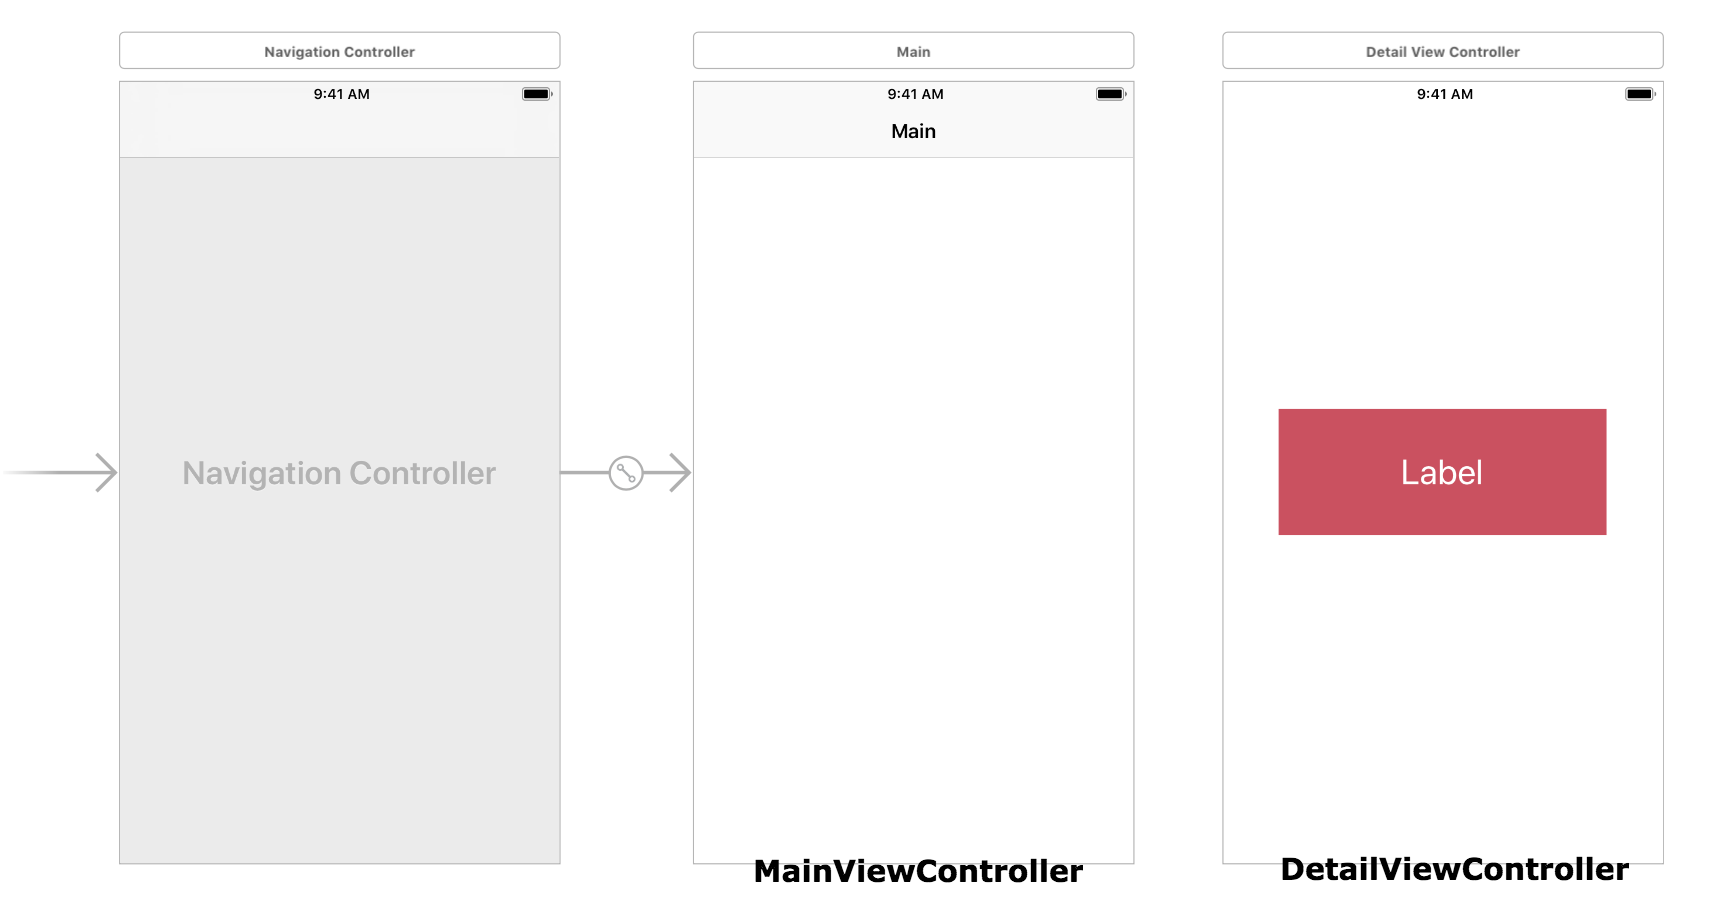 Navigation Controller
9:41 AM
Navigation Controller
Main
9:41 AM
Main
MainViewController
Detail View Controller
9:41 AM
Label
DetailViewController